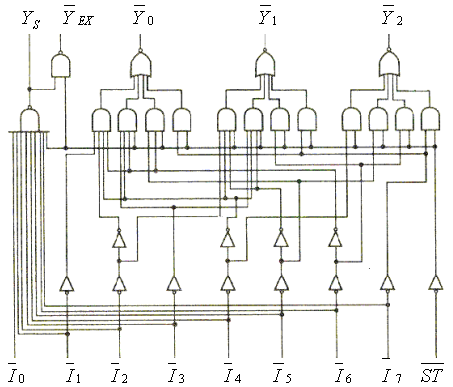 Y_S Y̅_EX Y̅_0 Y̅_1 Y̅_2
I̅_0 I̅_1 I̅_2 I̅_3 I̅_4 I̅_5 I̅_6 I̅_7 S̅T̅